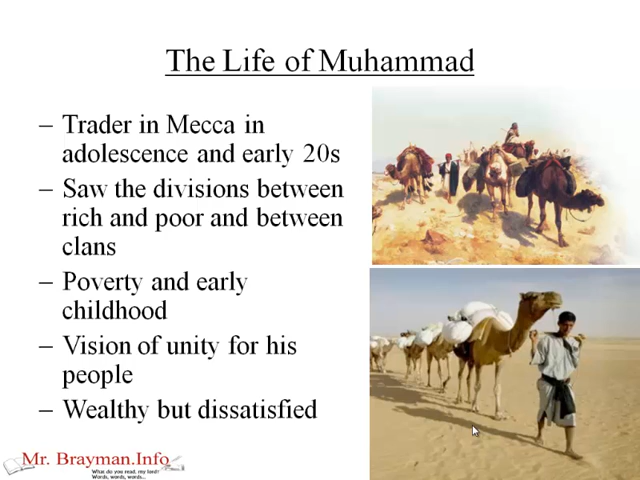 The Life of Muhammad
– Trader in Mecca in
adolescence and early 20s
– Saw the divisions between
rich and poor and between
clans
– Poverty and early
childhood
– Vision of unity for his
people
– Wealthy but dissatisfied
Mr. Brayman.Info
What do you read, my lord?
Words, words, words...